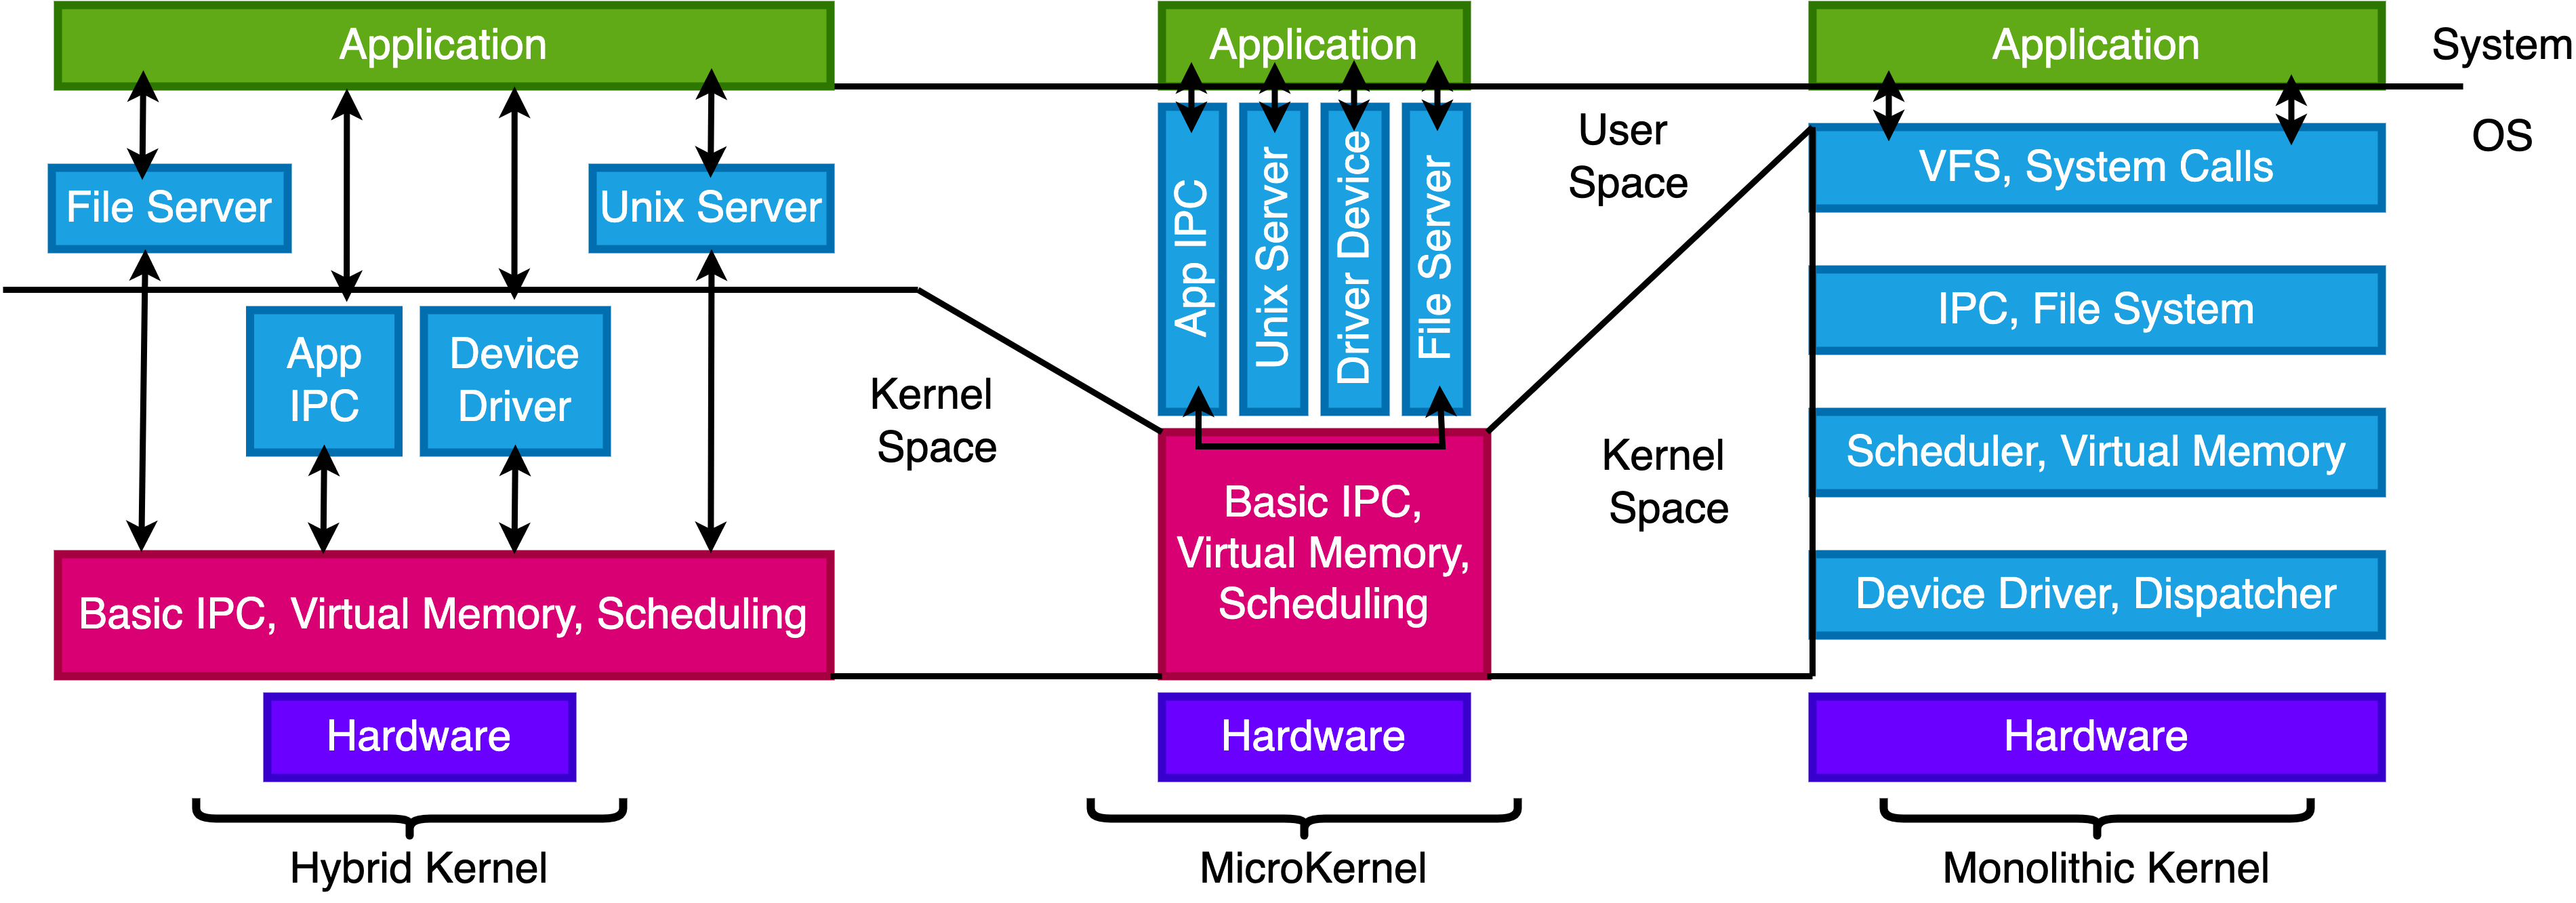 Application
File Server
Unix Server
App
IPC
Device
Driver
Basic IPC, Virtual Memory, Scheduling
Hardware
Hybrid Kernel
Kernel
Space
Application
App IPC
Unix Server
Driver Device
File Server
Basic IPC,
Virtual Memory,
Scheduling
Hardware
MicroKernel
User
Space
Kernel
Space
Application
VFS, System Calls
IPC, File System
Scheduler, Virtual Memory
Device Driver, Dispatcher
Hardware
Monolithic Kernel
System
OS